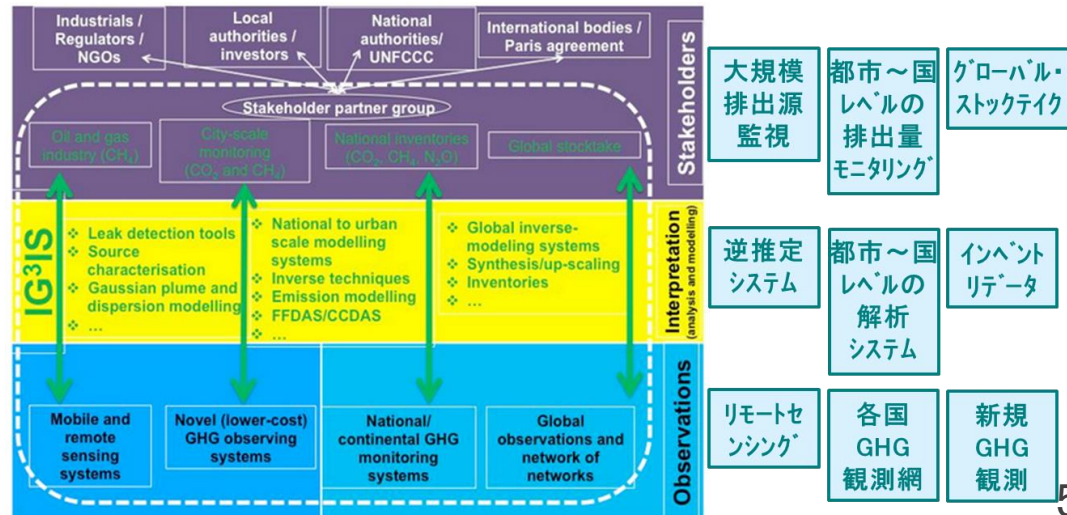 Industrials /
Regulators /
NGOs
Local
authorities /
investors
National
authorities/
UNFCCC
International bodies /
Paris agreement
Stakeholder partner group
Oil and gas
industry (CH₄)
City-scale
monitoring
(CO₂ and CH₄)
National inventories
(CO₂, CH₄, N₂O)
Global stocktake
Stakeholders
IG³IS
❖ Leak detection tools
❖ Source
characterisation
❖ Gaussian plume and
dispersion modelling
❖ ...
❖ National to urban
scale modelling
systems
❖ Inverse techniques
❖ Emission modelling
❖ FFDAS/CCDAS
❖ ...
❖ Global inverse-
modeling systems
❖ Synthesis/up-scaling
❖ Inventories
❖ ...
Interpretation
(analysis and modelling)
Mobile and
remote
sensing
systems
Novel (lower-cost)
GHG observing
systems
National/
continental GHG
monitoring
systems
Global
observations and
network of
networks
Observations
大規模
排出源
監視
都市~国
レベルの
排出量
モニタリング
グローバル・
ストックテイク
逆推定
システム
都市~国
レベルの
解析
システム
インベント
リデータ
リモートセ
ンシング
各国
GHG
観測網
新規
GHG
観測
5